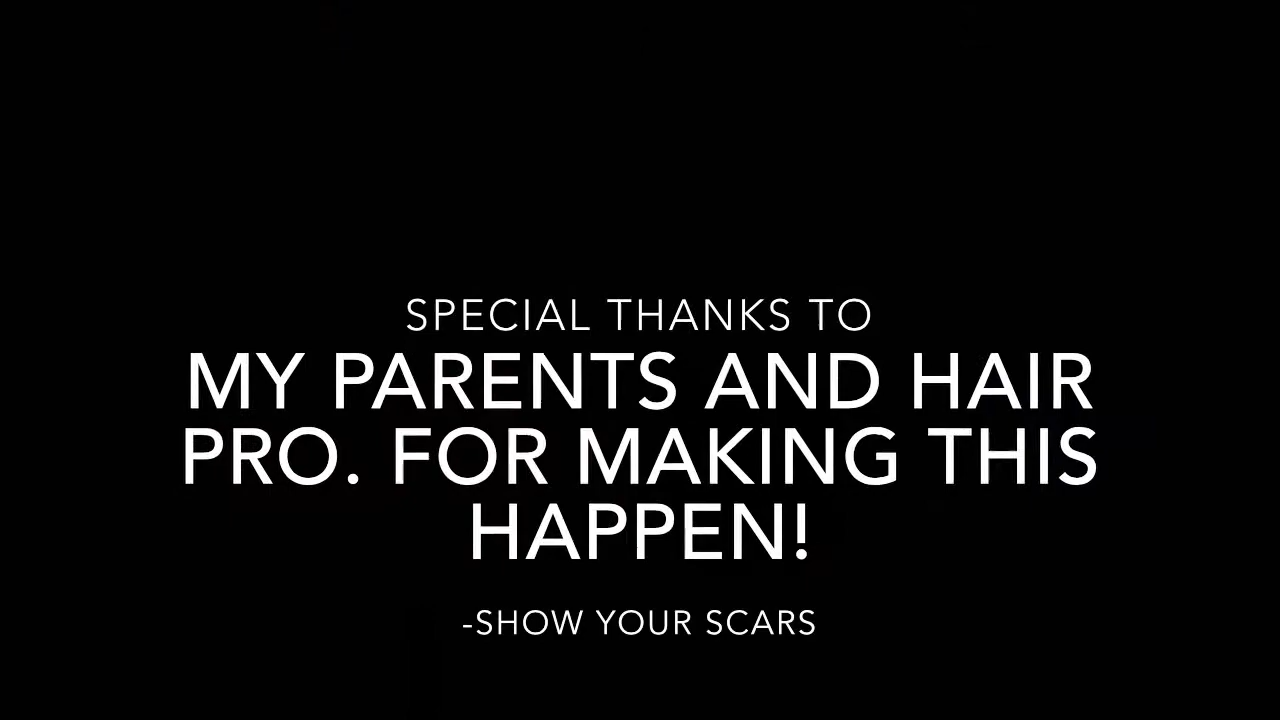 SPECIAL THANKS TO
MY PARENTS AND HAIR
PRO. FOR MAKING THIS
HAPPEN!
-SHOW YOUR SCARS